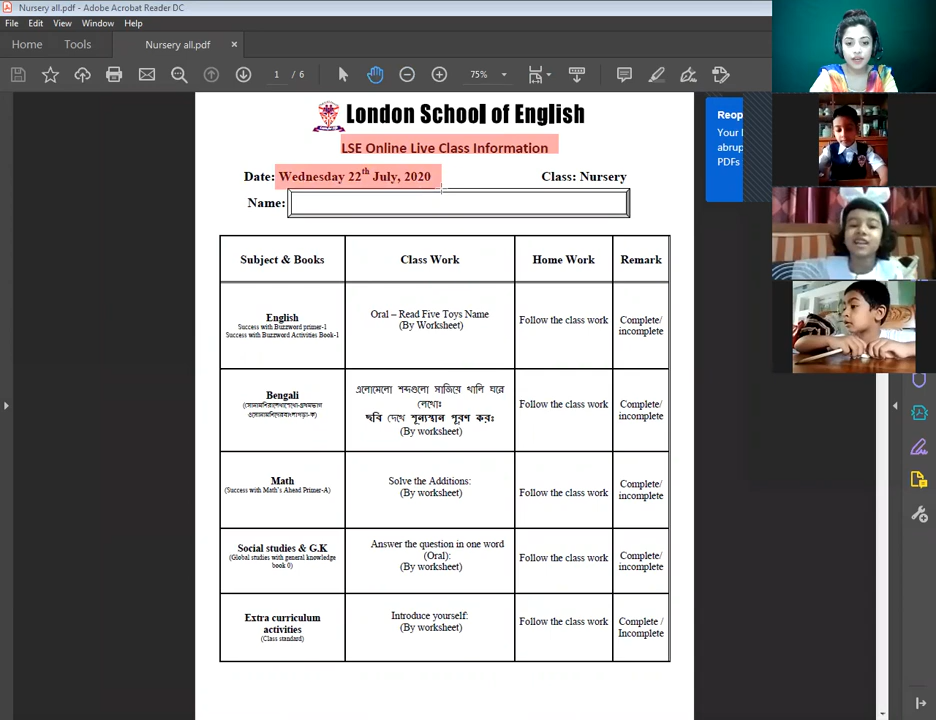 Nursery all.pdf - Adobe Acrobat Reader DC
File Edit View Window Help
Home Tools Nursery all.pdf ×
1 / 6 75%
London School of English
LSE Online Live Class Information
Date: Wednesday 22th July, 2020 Class: Nursery
Name:
Subject & Books Class Work Home Work Remark
English
Success with Buzzword primer-1
Success with Buzzword Activities Book-1
Oral – Read Five Toys Name
(By Worksheet)
Follow the class work
Complete/
incomplete
Bengali
এলোমেলো শব্দগুলো সাজিয়ে খালি ঘরে
লেখোঃ
ছবি দেখে শূন্যস্থান পূরণ করঃ
(By worksheet)
Follow the class work
Complete/
incomplete
Math
(Success with Math's Ahead Primer-A)
Solve the Additions:
(By worksheet)
Follow the class work
Complete/
incomplete
Social studies & G.K
(Global studies with general knowledge
book 0)
Answer the question in one word
(Oral):
(By worksheet)
Follow the class work
Complete/
incomplete
Extra curriculum
activities
(Class standard)
Introduce yourself:
(By worksheet)
Follow the class work
Complete /
Incomplete
Reop
Your
abrup
PDFs